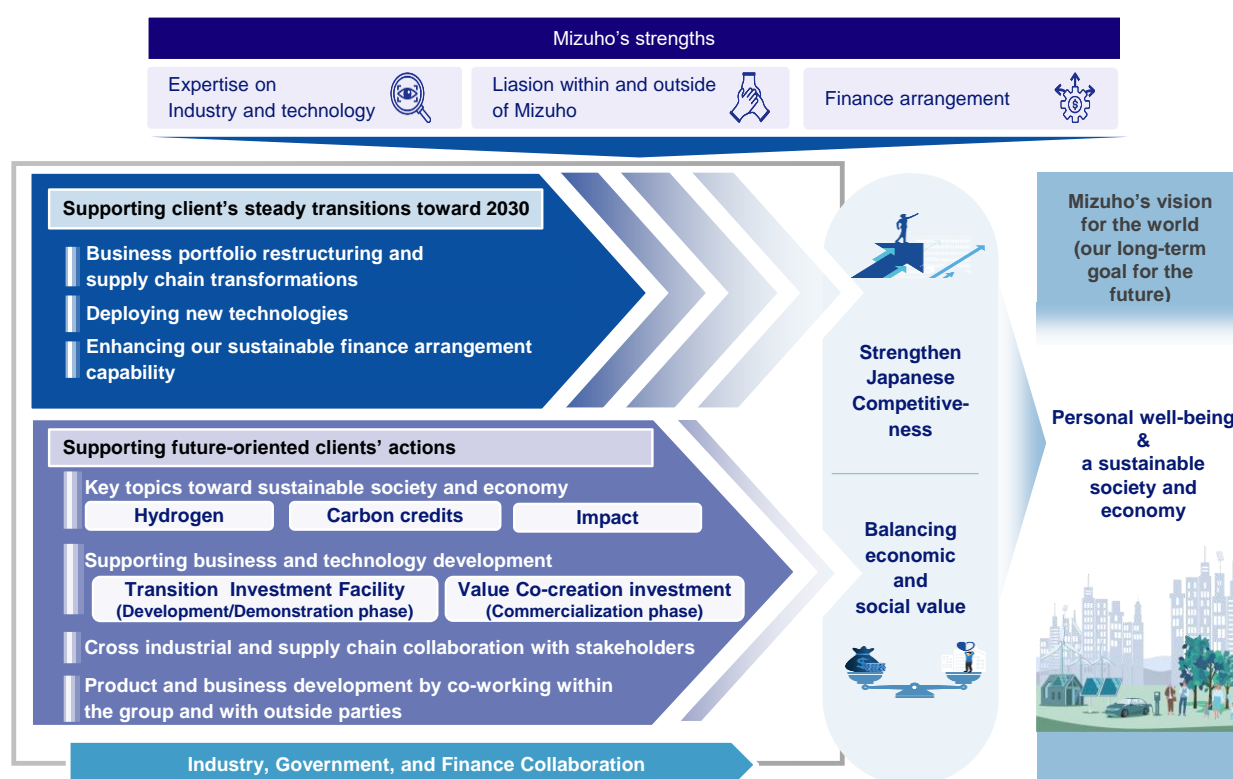 Mizuho’s strengths
Expertise on
Industry and technology
Liasion within and outside
of Mizuho
Finance arrangement
Supporting client’s steady transitions toward 2030
Business portfolio restructuring and
supply chain transformations
Deploying new technologies
Enhancing our sustainable finance arrangement
capability
Supporting future-oriented clients’ actions
Key topics toward sustainable society and economy
Hydrogen
Carbon credits
Impact
Supporting business and technology development
Transition Investment Facility
(Development/Demonstration phase)
Value Co-creation investment
(Commercialization phase)
Cross industrial and supply chain collaboration with stakeholders
Product and business development by co-working within
the group and with outside parties
Industry, Government, and Finance Collaboration
Strengthen
Japanese
Competitive-
ness
Balancing
economic
and
social value
Mizuho’s vision
for the world
(our long-term
goal for the
future)
Personal well-being
&
a sustainable
society and
economy